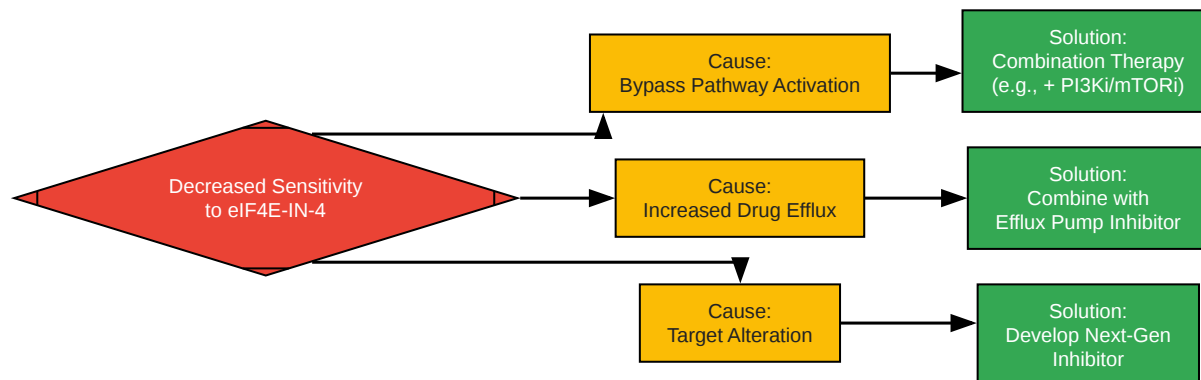 Decreased Sensitivity
to eIF4E-IN-4
Cause:
Bypass Pathway Activation
Solution:
Combination Therapy
(e.g., + PI3Ki/mTORi)
Cause:
Increased Drug Efflux
Solution:
Combine with
Efflux Pump Inhibitor
Cause:
Target Alteration
Solution:
Develop Next-Gen
Inhibitor